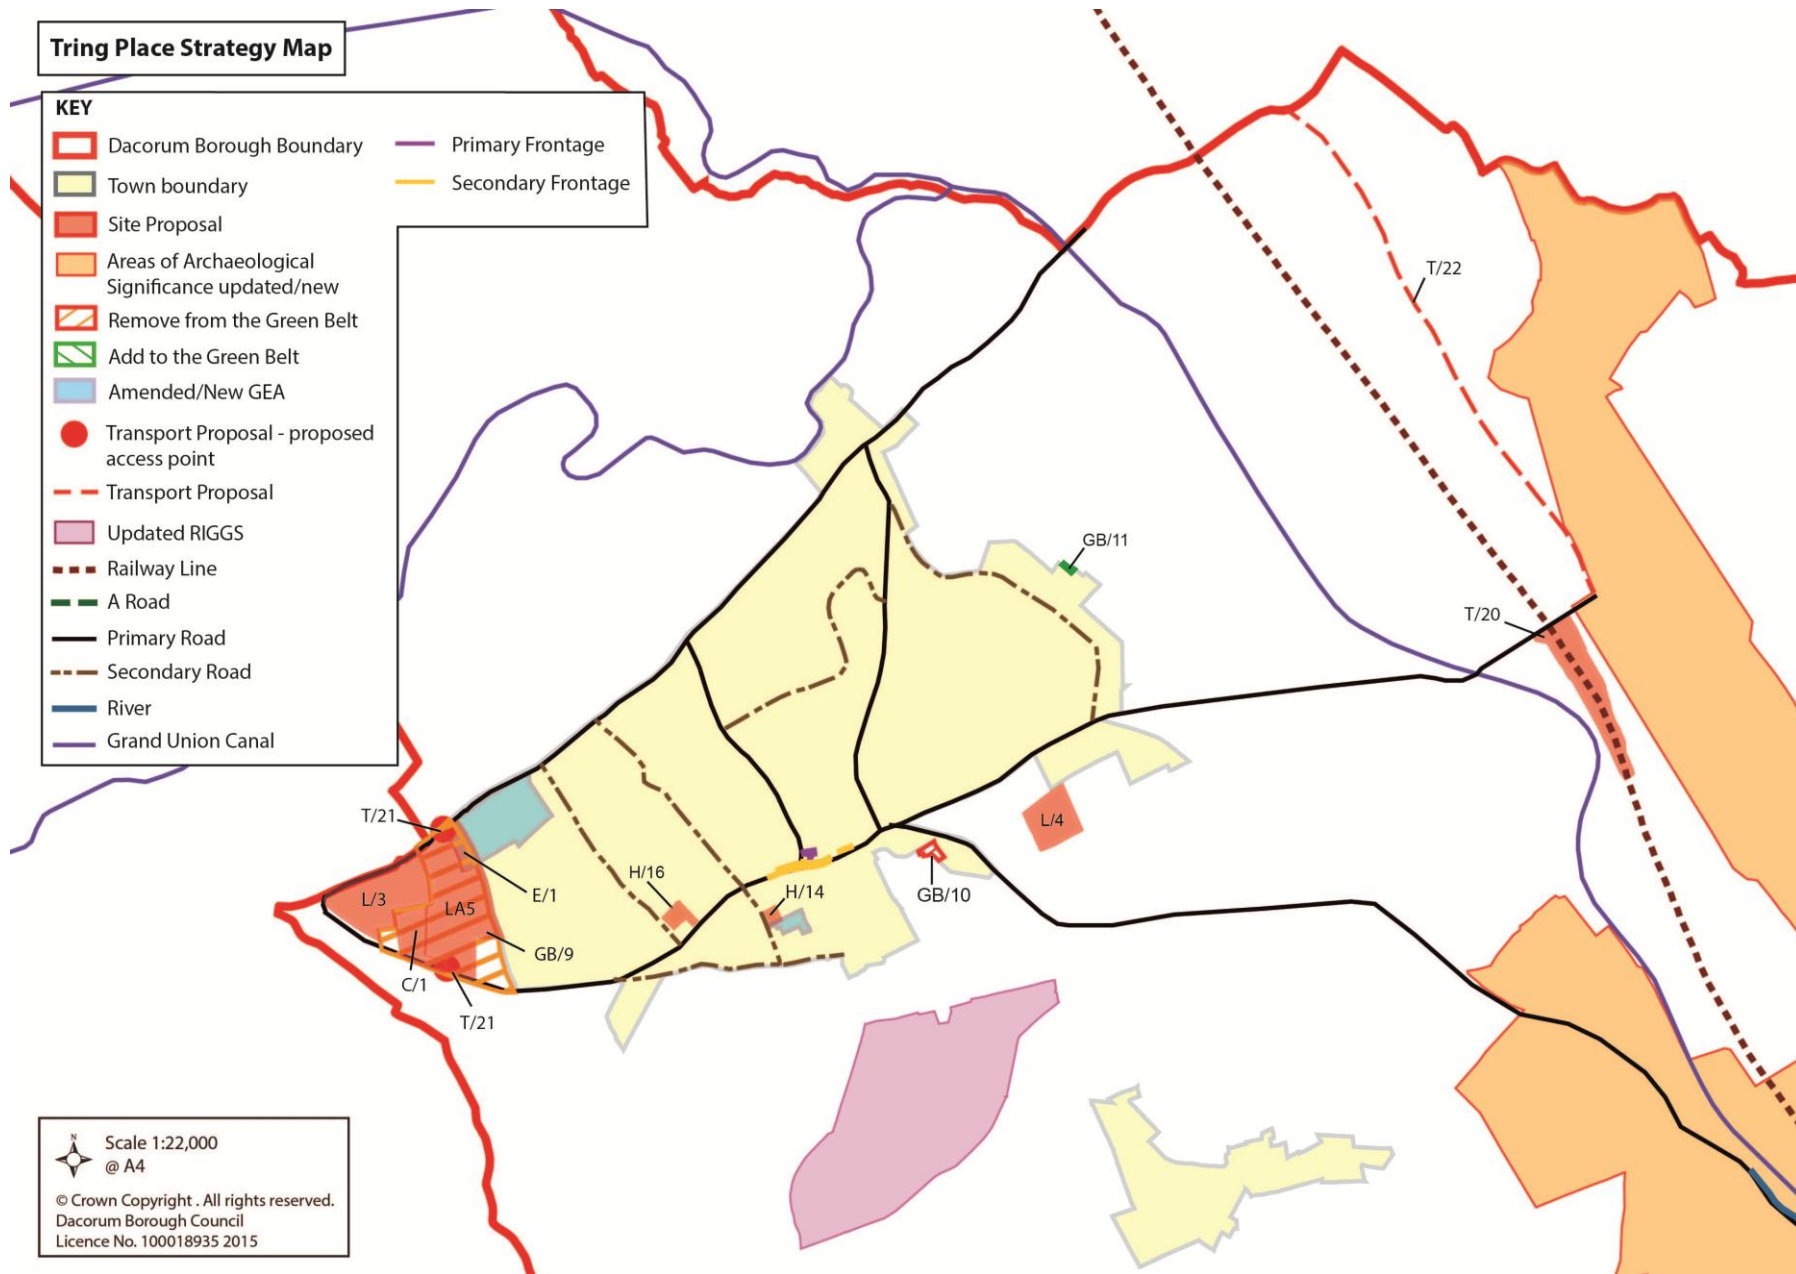 Tring Place Strategy Map
KEY
Dacorum Borough Boundary
Town boundary
Site Proposal
Areas of Archaeological
Significance updated/new
Remove from the Green Belt
Add to the Green Belt
Amended/New GEA
Transport Proposal - proposed
access point
Transport Proposal
Updated RIGGS
Railway Line
A Road
Primary Road
Secondary Road
River
Grand Union Canal
Primary Frontage
Secondary Frontage
T/22
GB/11
T/20
T/21
L/4
E/1
H/16
H/14
GB/10
L/3
LA5
GB/9
C/1
T/21
N
Scale 1:22,000
@ A4
© Crown Copyright . All rights reserved.
Dacorum Borough Council
Licence No. 100018935 2015